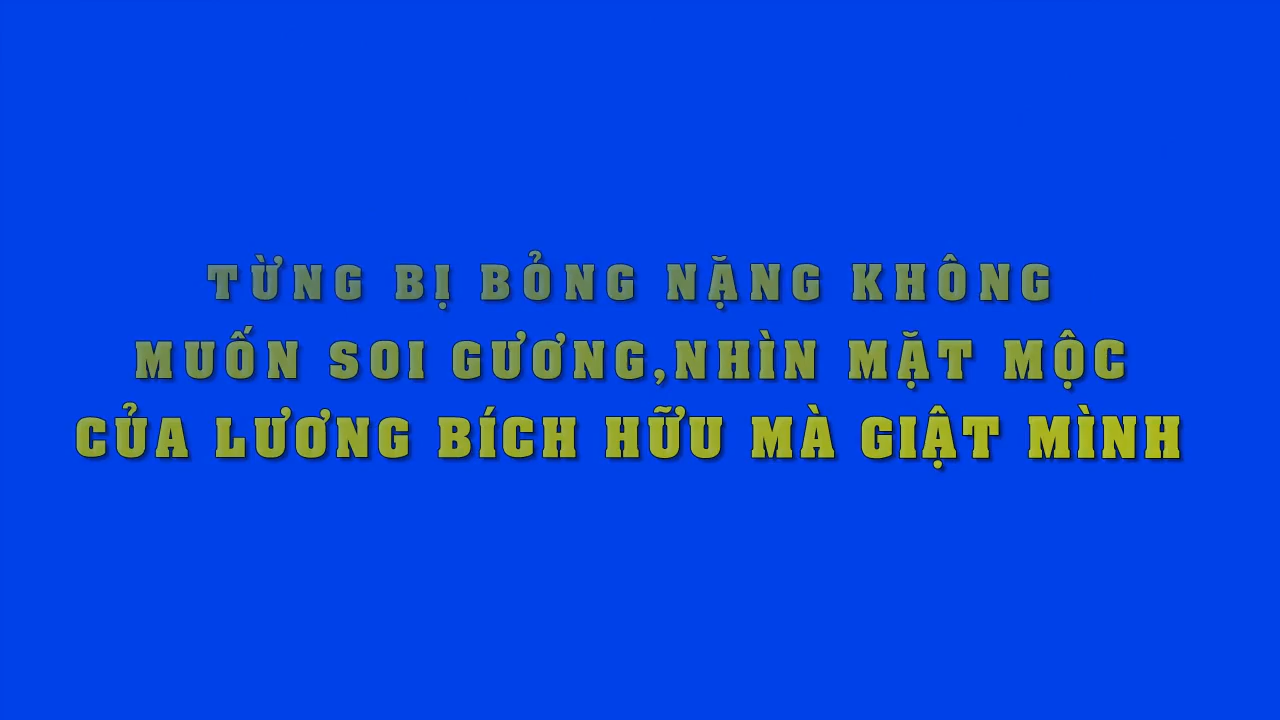 TỪNG BỊ BỎNG NẶNG KHÔNG
MUỐN SOI GƯƠNG,NHÌN MẶT MỘC
CỦA LƯƠNG BÍCH HỮU MÀ GIẬT MÌNH